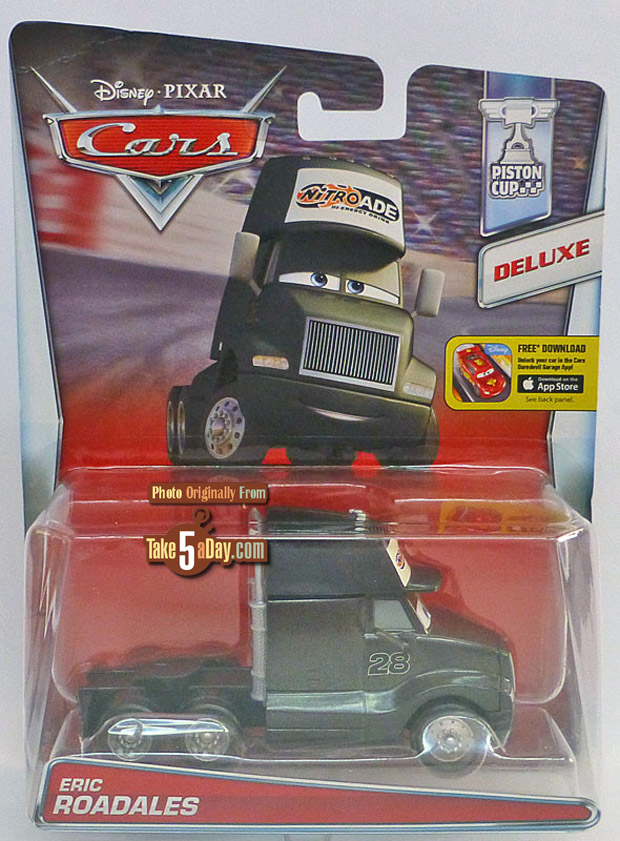 Disney·PIXAR
Cars
NITROADE
HI-ENERGY DRINK
PISTON
CUP
DELUXE
Disney
FREE* DOWNLOAD
Unlock your car in the Cars
Daredevil Garage App!
Download on the
App Store
See back panel.
Photo Originally From
Take5aDay.com
28
ERIC
ROADALES